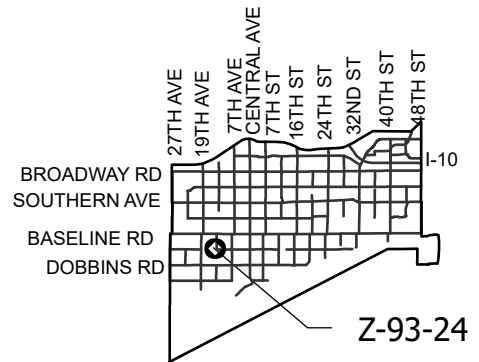 27TH AVE
19TH AVE
7TH AVE
CENTRAL AVE
7TH ST
16TH ST
24TH ST
32ND ST
40TH ST
48TH ST
I-10
BROADWAY RD
SOUTHERN AVE
BASELINE RD
DOBBINS RD
Z-93-24